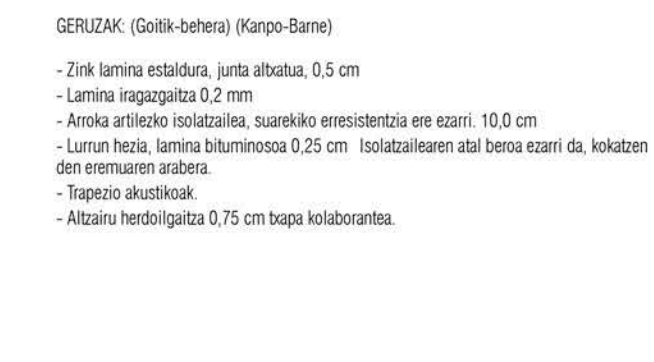 GERUZAK: (Goitik-behera) (Kanpo-Barne)
- Zink lamina estaldura, junta altxatua, 0,5 cm
- Lamina iragazgaitza 0,2 mm
- Arroka artilezko isolatzailea, suarekiko erresistentzia ere ezarri. 10,0 cm
- Lurrun hezia, lamina bituminosoa 0,25 cm Isolatzailearen atal beroa ezarri da, kokatzen
den eremuaren arabera.
- Trapezio akustikoak.
- Altzairu herdoilgaitza 0,75 cm txapa kolaborantea.